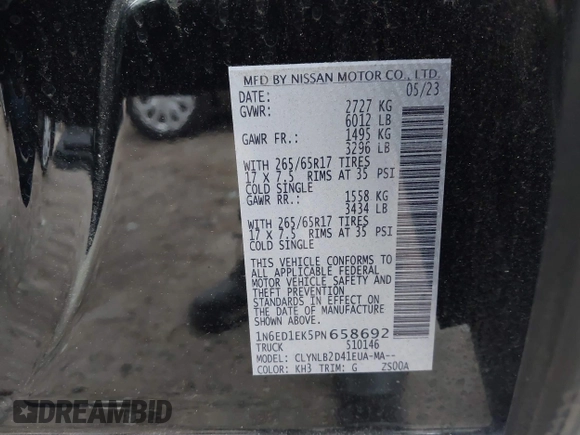 MFD BY NISSAN MOTOR CO., LTD.
DATE: 05/23
GVWR: 2727 KG
6012 LB
GAWR FR.: 1495 KG
3296 LB
WITH 265/65R17 TIRES
17 X 7.5 RIMS AT 35 PSI
COLD SINGLE
GAWR RR.: 1558 KG
3434 LB
WITH 265/65R17 TIRES
17 X 7.5 RIMS AT 35 PSI
COLD SINGLE
THIS VEHICLE CONFORMS TO
ALL APPLICABLE FEDERAL
MOTOR VEHICLE SAFETY AND
THEFT PREVENTION
STANDARDS IN EFFECT ON
THE DATE OF MANUFACTURE
SHOWN ABOVE.
1N6ED1EK5PN658692
TRUCK 510146
MODEL: CLYNLB2D41EUA-MA--
COLOR: KH3 TRIM: G ZS00A
DREAMBID